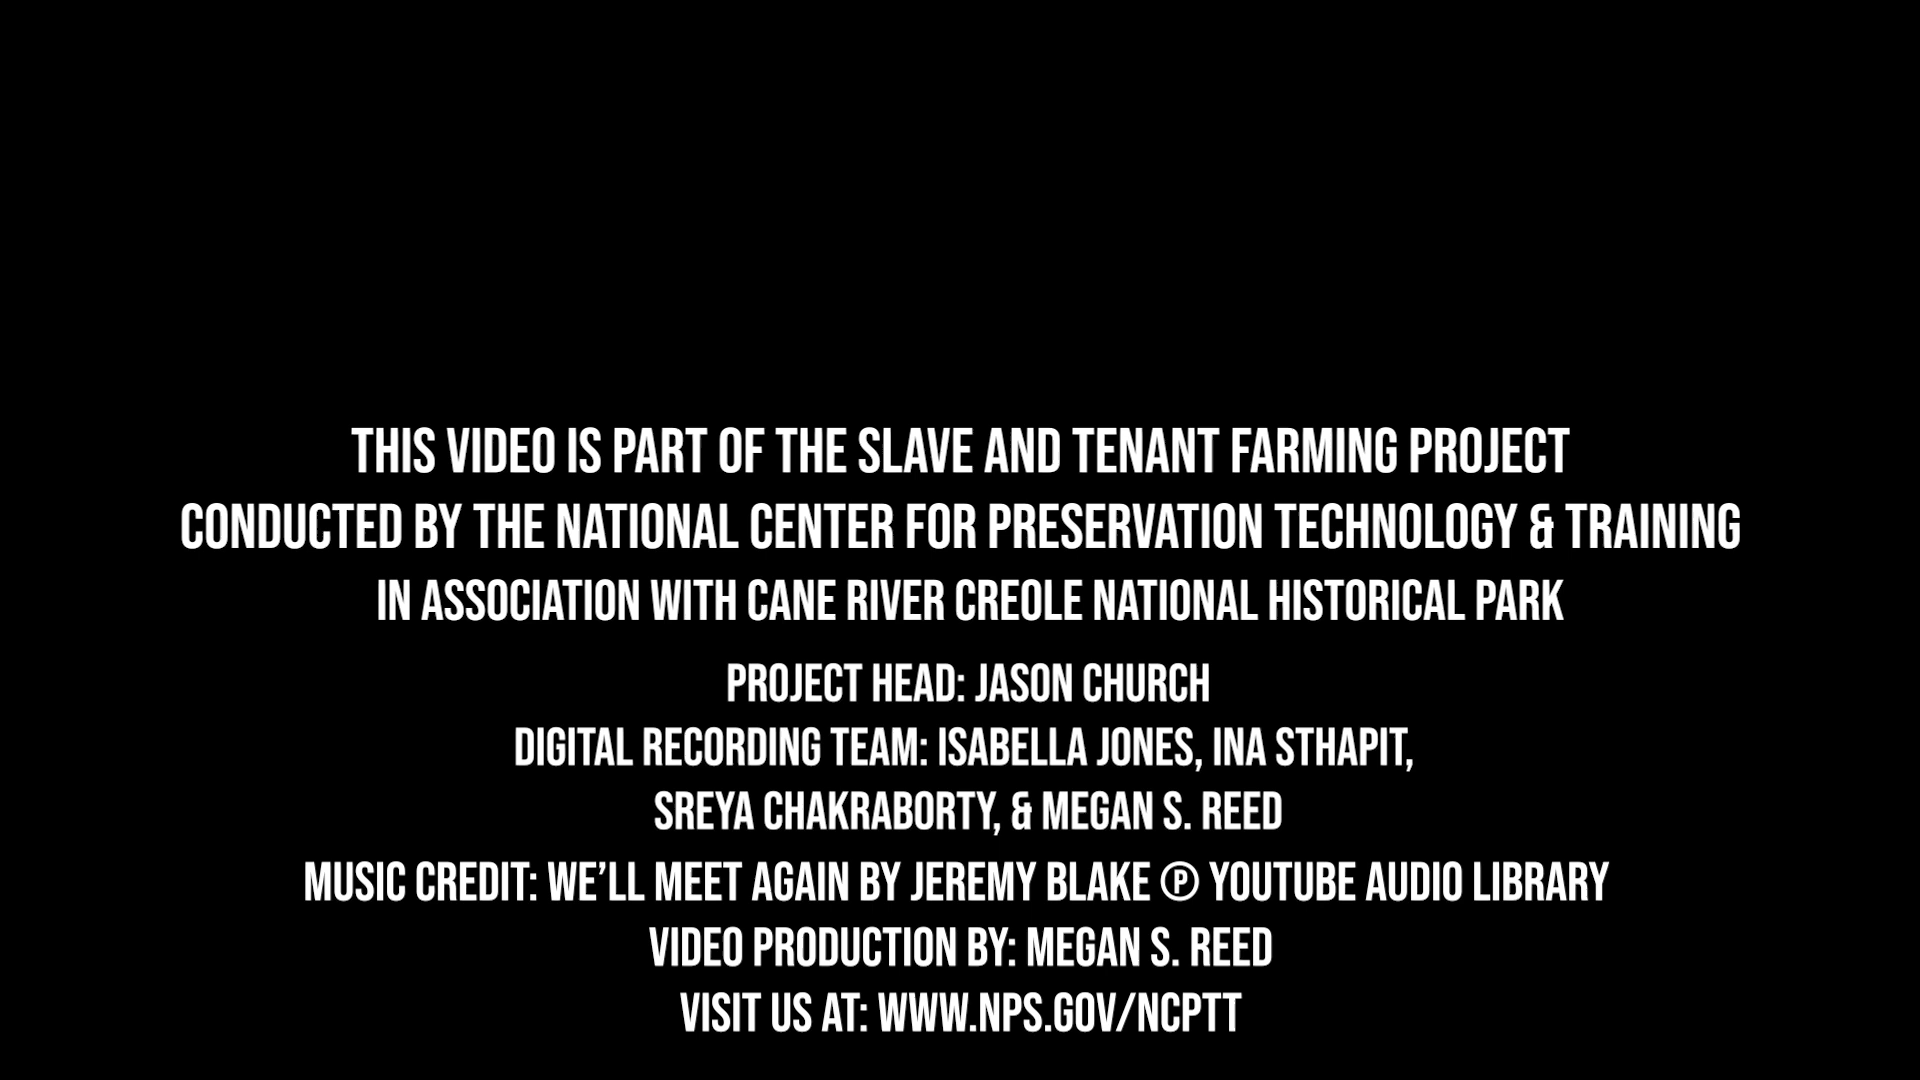 THIS VIDEO IS PART OF THE SLAVE AND TENANT FARMING PROJECT
CONDUCTED BY THE NATIONAL CENTER FOR PRESERVATION TECHNOLOGY & TRAINING
IN ASSOCIATION WITH CANE RIVER CREOLE NATIONAL HISTORICAL PARK
PROJECT HEAD: JASON CHURCH
DIGITAL RECORDING TEAM: ISABELLA JONES, INA STHAPIT,
SREYA CHAKRABORTY, & MEGAN S. REED
MUSIC CREDIT: WE’LL MEET AGAIN BY JEREMY BLAKE ℗ YOUTUBE AUDIO LIBRARY
VIDEO PRODUCTION BY: MEGAN S. REED
VISIT US AT: WWW.NPS.GOV/NCPTT